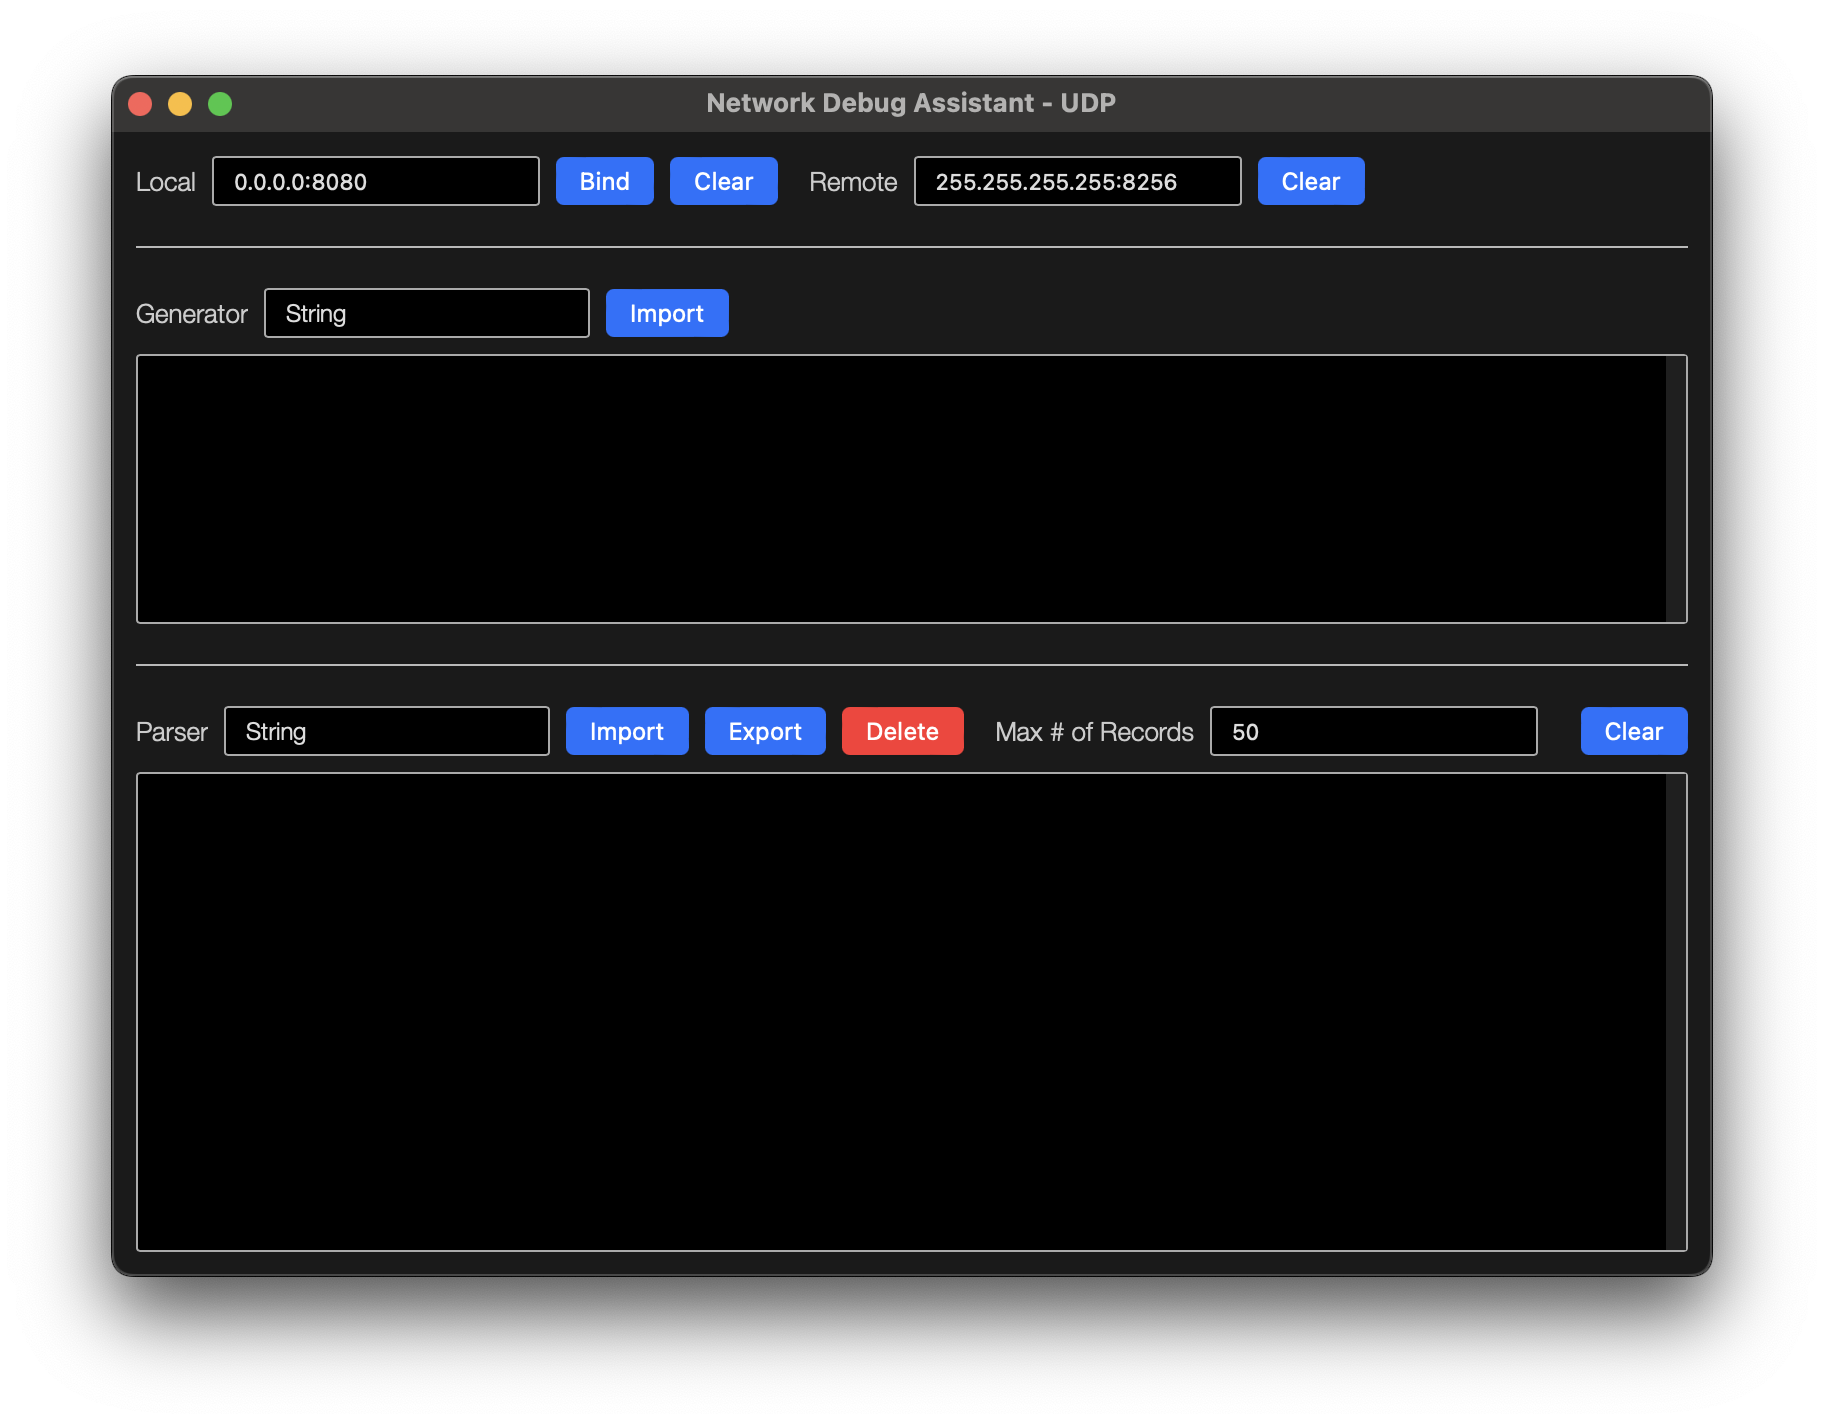 Network Debug Assistant - UDP
Local 0.0.0.0:8080 Bind Clear Remote 255.255.255.255:8256 Clear
Generator String Import
Parser String Import Export Delete Max # of Records 50 Clear